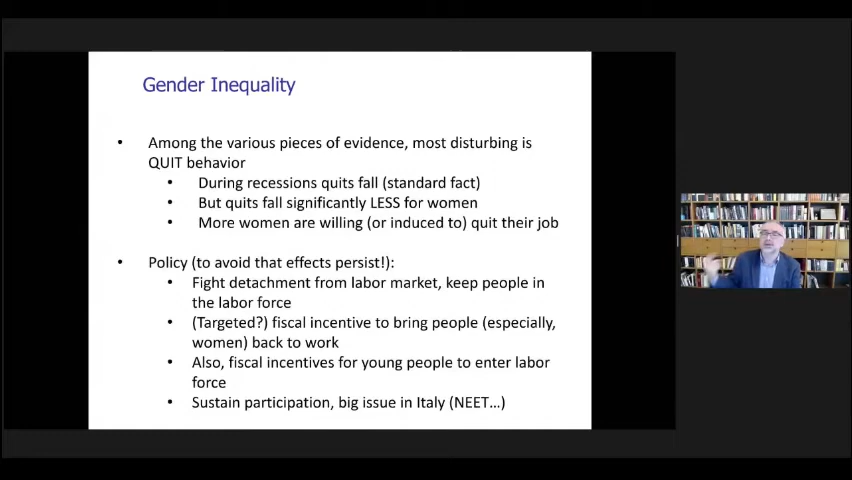 Gender Inequality
• Among the various pieces of evidence, most disturbing is
QUIT behavior
• During recessions quits fall (standard fact)
• But quits fall significantly LESS for women
• More women are willing (or induced to) quit their job
• Policy (to avoid that effects persist!):
• Fight detachment from labor market, keep people in
the labor force
• (Targeted?) fiscal incentive to bring people (especially,
women) back to work
• Also, fiscal incentives for young people to enter labor
force
• Sustain participation, big issue in Italy (NEET...)